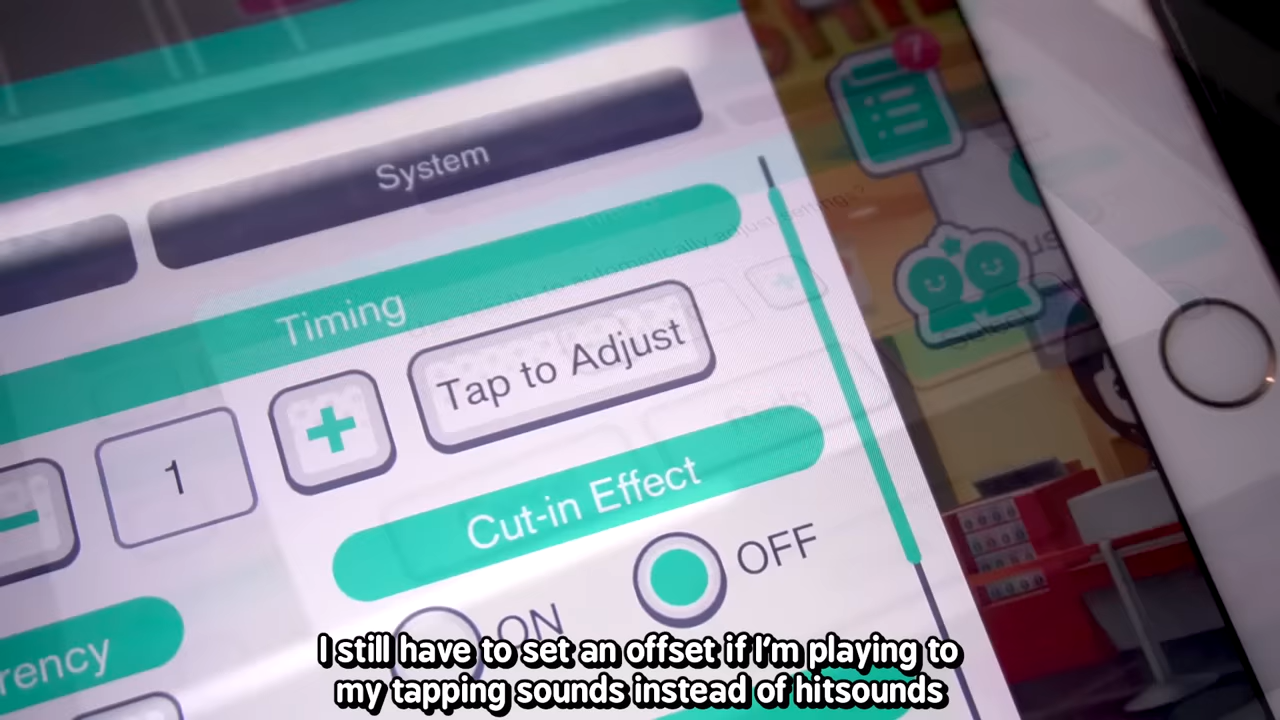 7
System
Timing
1
Tap to Adjust
Cut-in Effect
OFF
ON
rency
I still have to set an offset if I'm playing to
my tapping sounds instead of hitsounds